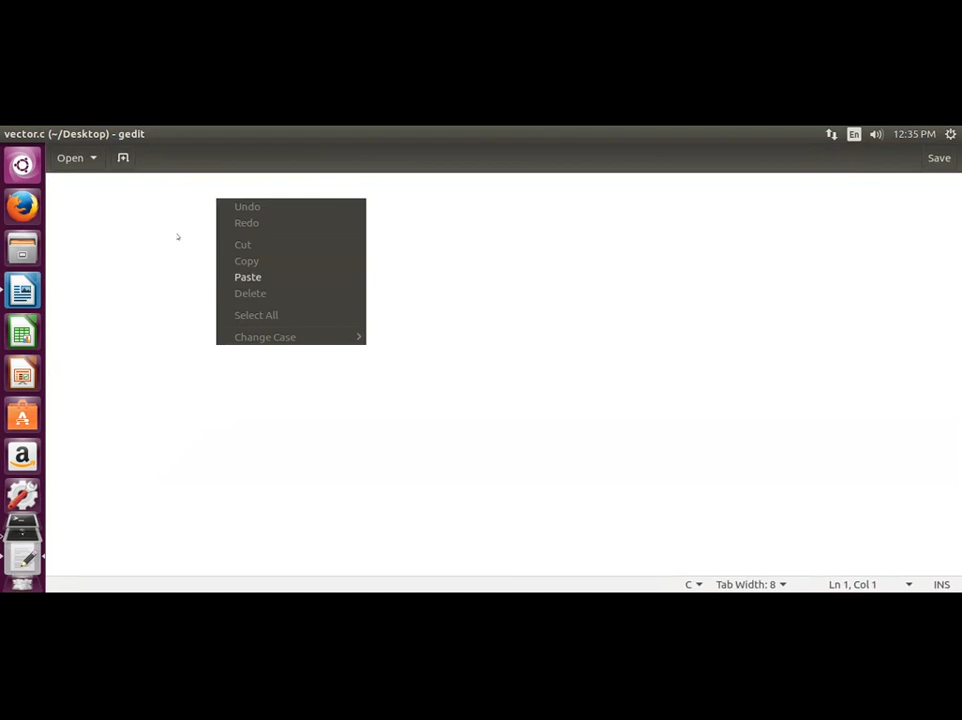 vector.c (~/Desktop) - gedit
En
12:35 PM
Open
Save
Undo
Redo
Cut
Copy
Paste
Delete
Select All
Change Case
C
Tab Width: 8
Ln 1, Col 1
INS